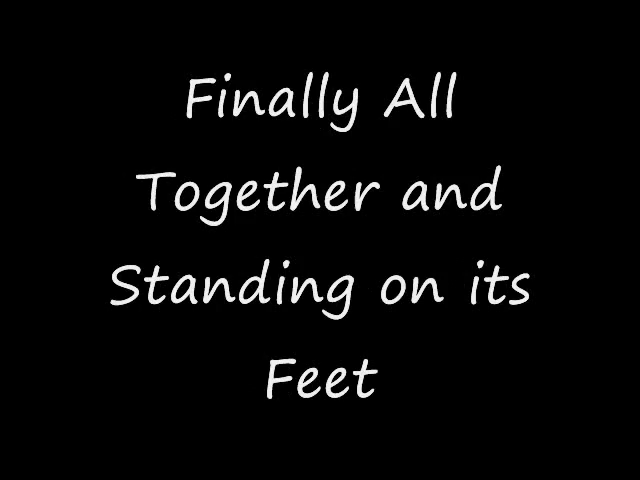 Finally All
Together and
Standing on its
Feet